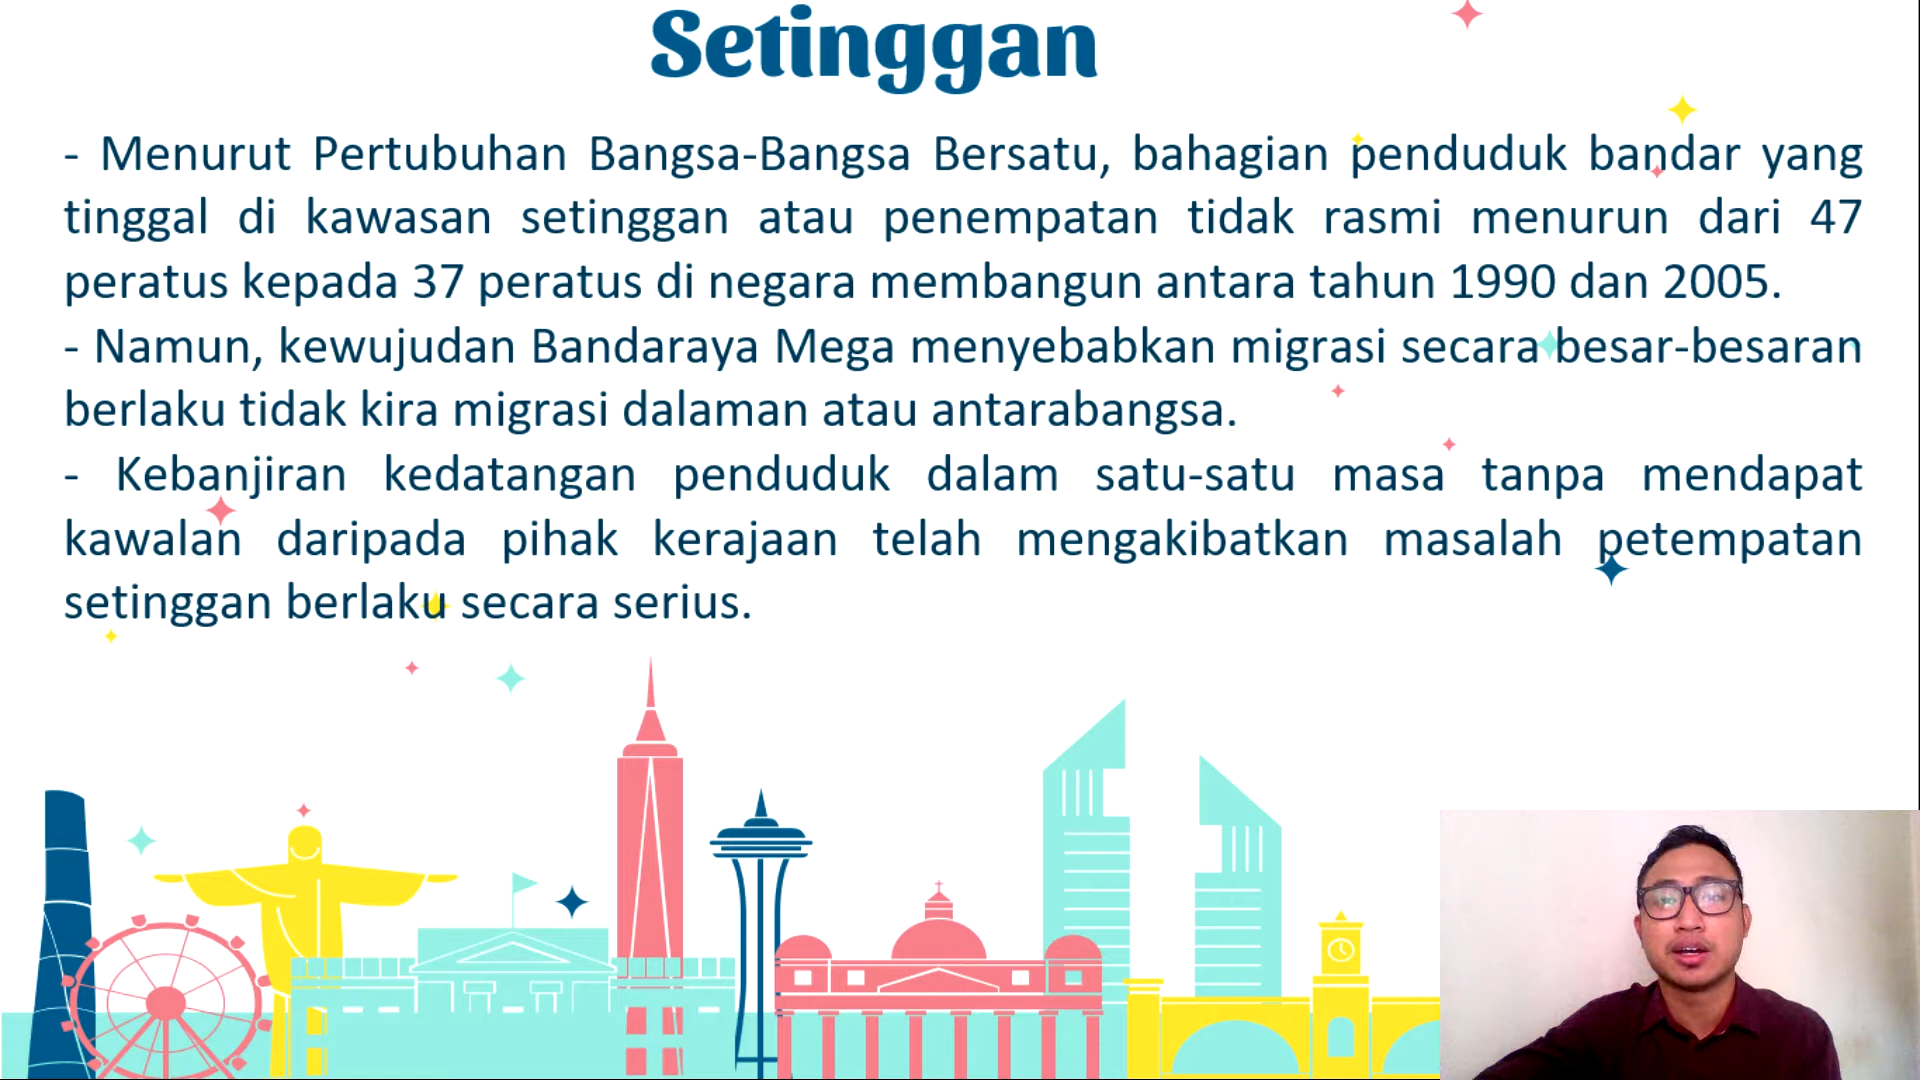 Setinggan
- Menurut Pertubuhan Bangsa-Bangsa Bersatu, bahagian penduduk bandar yang
tinggal di kawasan setinggan atau penempatan tidak rasmi menurun dari 47
peratus kepada 37 peratus di negara membangun antara tahun 1990 dan 2005.
- Namun, kewujudan Bandaraya Mega menyebabkan migrasi secara besar-besaran
berlaku tidak kira migrasi dalaman atau antarabangsa.
- Kebanjiran kedatangan penduduk dalam satu-satu masa tanpa mendapat
kawalan daripada pihak kerajaan telah mengakibatkan masalah petempatan
setinggan berlaku secara serius.